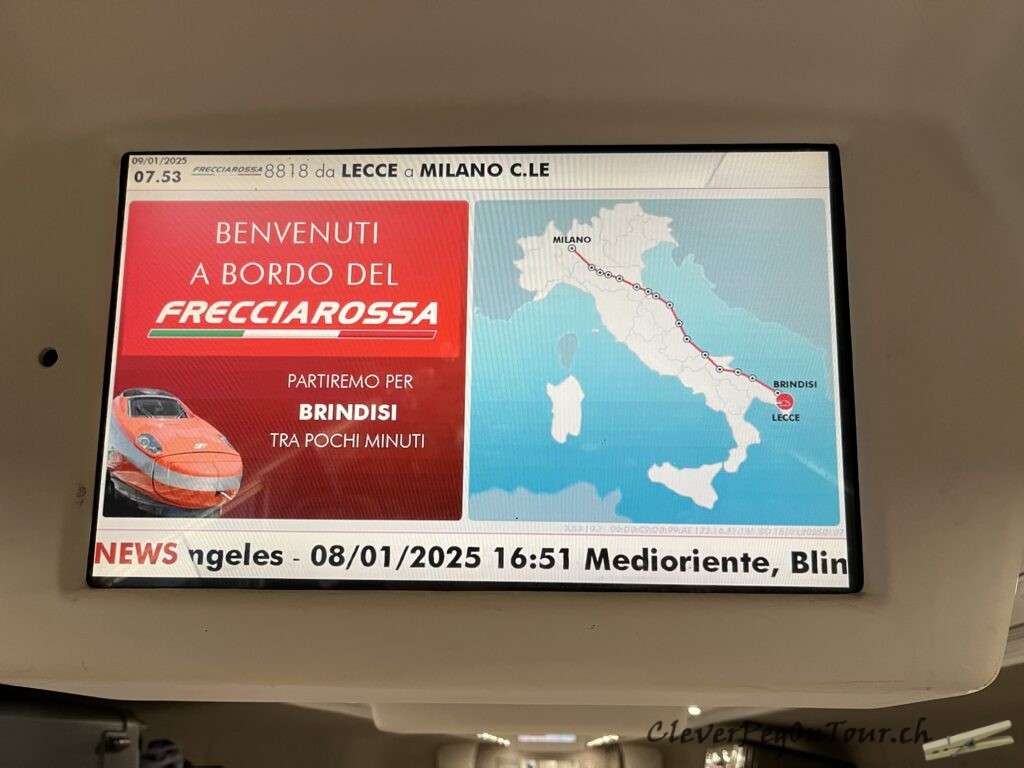 09/01/2025
07.53
FRECCIAROSSA 8818 da LECCE a MILANO C.LE
BENVENUTI
A BORDO DEL
FRECCIAROSSA
PARTIREMO PER
BRINDISI
TRA POCHI MINUTI
MILANO
BRINDISI
LECCE
NEWS ngeles - 08/01/2025 16:51 Medioriente, Blin
CleverPegOnTour.ch